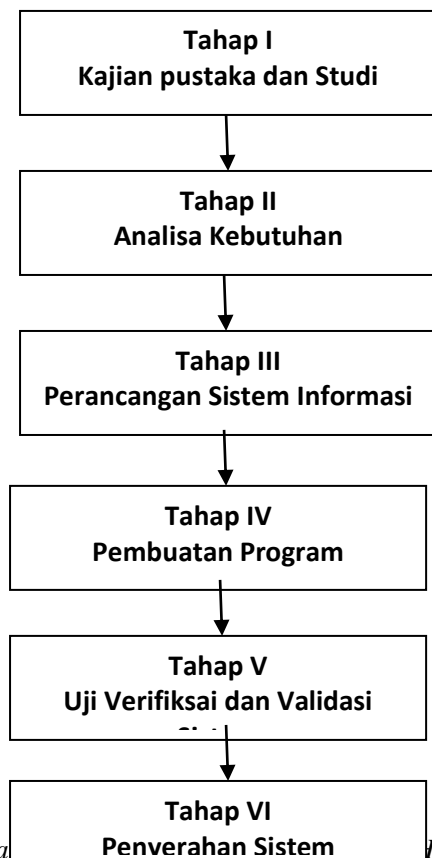 Tahap I
Kajian pustaka dan Studi
Tahap II
Analisa Kebutuhan
Tahap III
Perancangan Sistem Informasi
Tahap IV
Pembuatan Program
Tahap V
Uji Verifiksai dan Validasi
Tahap VI
Penyerahan Sistem